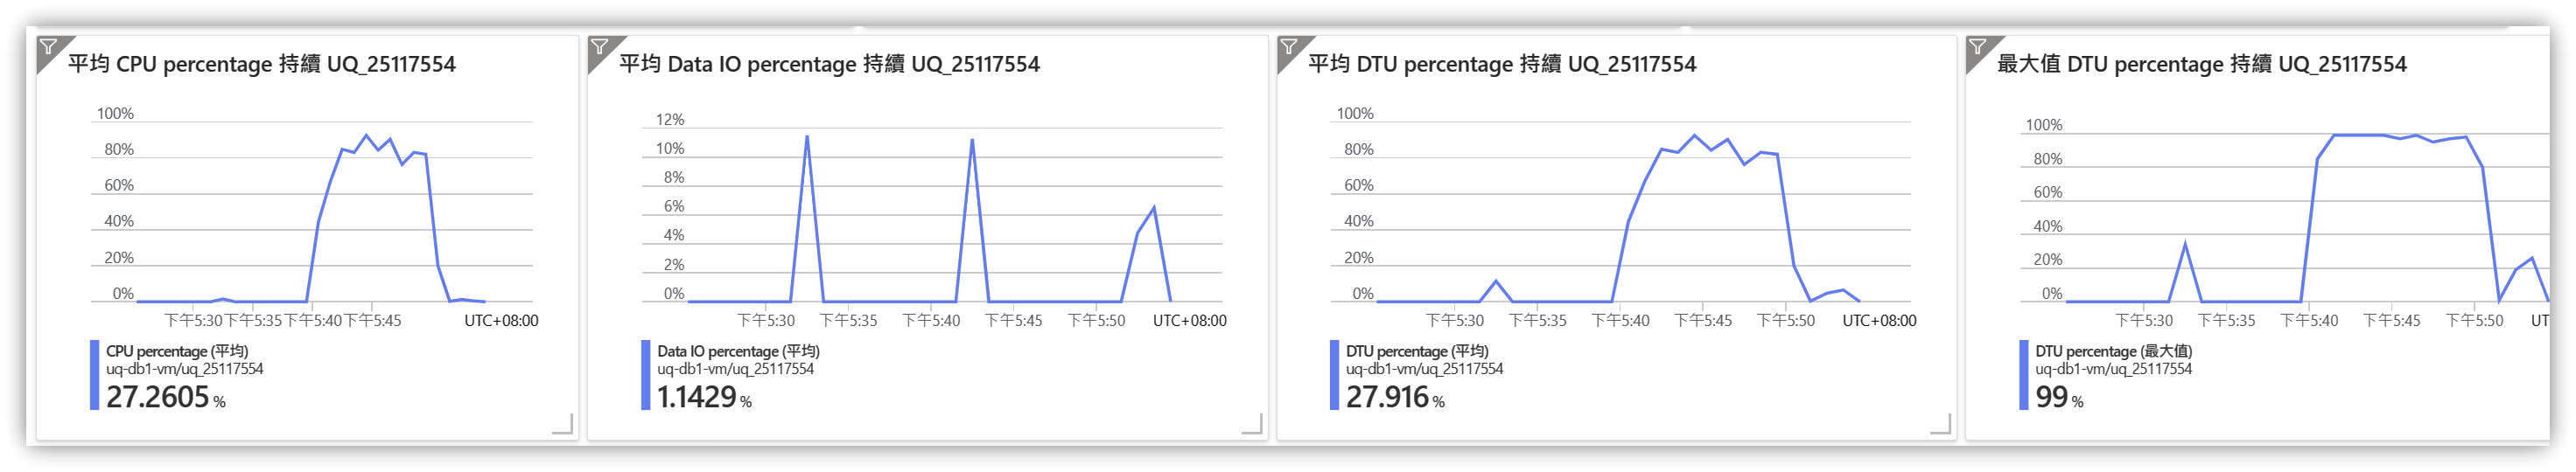 平均 CPU percentage 持續 UQ_25117554
100%
80%
60%
40%
20%
0%
下午5:30 下午5:35 下午5:40 下午5:45 UTC+08:00
CPU percentage (平均)
uq-db1-vm/uq_25117554
27.2605 %
平均 Data IO percentage 持續 UQ_25117554
12%
10%
8%
6%
4%
2%
0%
下午5:30 下午5:35 下午5:40 下午5:45 下午5:50 UTC+08:00
Data IO percentage (平均)
uq-db1-vm/uq_25117554
1.1429 %
平均 DTU percentage 持續 UQ_25117554
100%
80%
60%
40%
20%
0%
下午5:30 下午5:35 下午5:40 下午5:45 下午5:50 UTC+08:00
DTU percentage (平均)
uq-db1-vm/uq_25117554
27.916 %
最大值 DTU percentage 持續 UQ_25117554
100%
80%
60%
40%
20%
0%
下午5:30 下午5:35 下午5:40 下午5:45 下午5:50
DTU percentage (最大值)
uq-db1-vm/uq_25117554
99 %